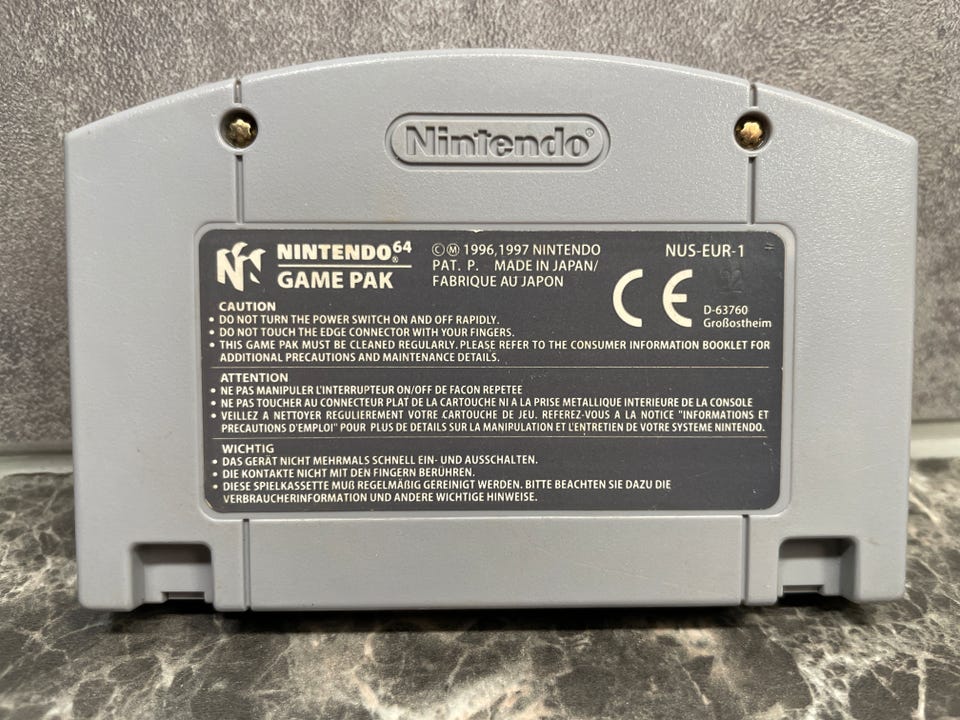 Nintendo®
NINTENDO⁶⁴®
GAME PAK
©Ⓜ 1996,1997 NINTENDO
PAT. P. MADE IN JAPAN/
FABRIQUE AU JAPON
NUS-EUR-1
CE
D-63760
Großostheim
CAUTION
• DO NOT TURN THE POWER SWITCH ON AND OFF RAPIDLY.
• DO NOT TOUCH THE EDGE CONNECTOR WITH YOUR FINGERS.
• THIS GAME PAK MUST BE CLEANED REGULARLY. PLEASE REFER TO THE CONSUMER INFORMATION BOOKLET FOR
ADDITIONAL PRECAUTIONS AND MAINTENANCE DETAILS.
ATTENTION
• NE PAS MANIPULER L'INTERRUPTEUR ON/OFF DE FACON REPETEE
• NE PAS TOUCHER AU CONNECTEUR PLAT DE LA CARTOUCHE NI A LA PRISE METALLIQUE INTERIEURE DE LA CONSOLE
• VEILLEZ A NETTOYER REGULIEREMENT VOTRE CARTOUCHE DE JEU. REFEREZ-VOUS A LA NOTICE "INFORMATIONS ET
PRECAUTIONS D'EMPLOI" POUR PLUS DE DETAILS SUR LA MANIPULATION ET L'ENTRETIEN DE VOTRE SYSTEME NINTENDO.
WICHTIG
• DAS GERÄT NICHT MEHRMALS SCHNELL EIN- UND AUSSCHALTEN.
• DIE KONTAKTE NICHT MIT DEN FINGERN BERÜHREN.
• DIESE SPIELKASSETTE MUß REGELMÄßIG GEREINIGT WERDEN. BITTE BEACHTEN SIE DAZU DIE
VERBRAUCHERINFORMATION UND ANDERE WICHTIGE HINWEISE.